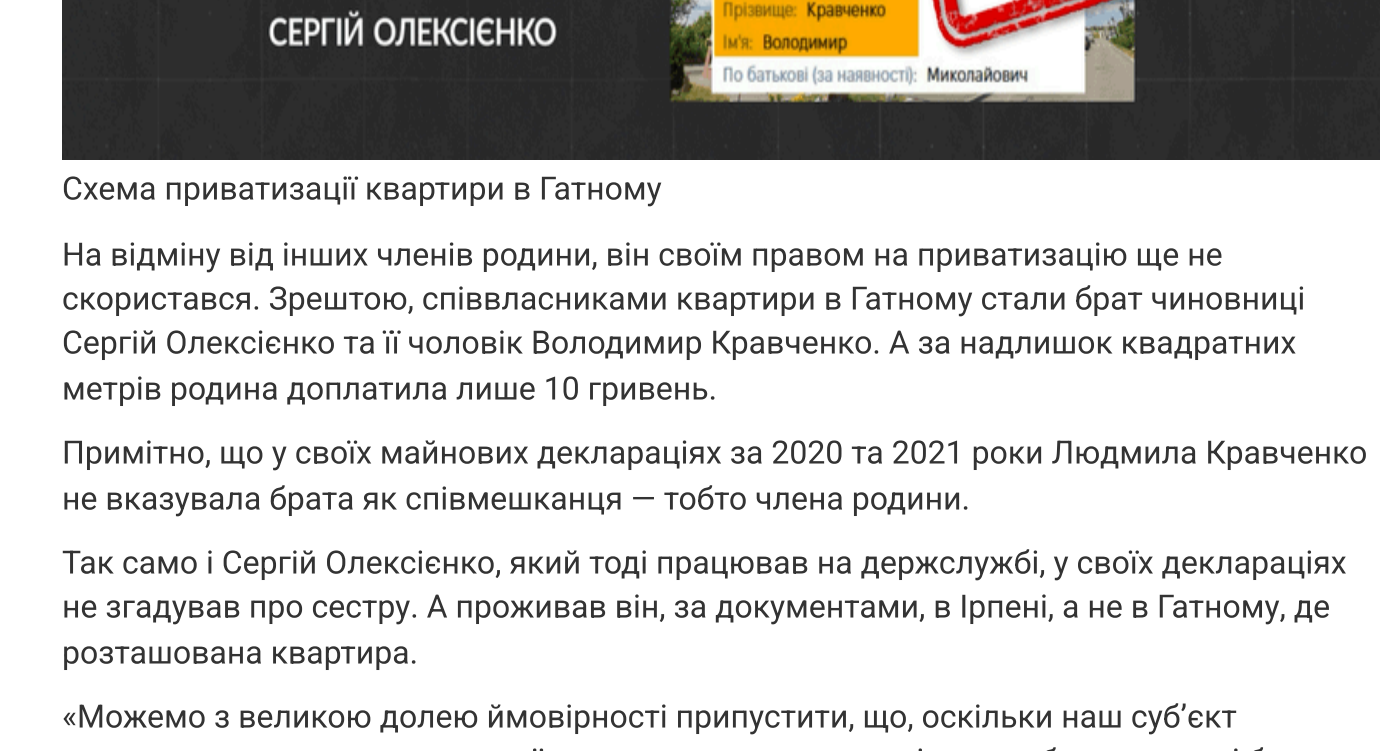 СЕРГІЙ ОЛЕКСІЄНКО
Прізвище: Кравченко
Ім'я: Володимир
По батькові (за наявності): Миколайович
Схема приватизації квартири в Гатному
На відміну від інших членів родини, він своїм правом на приватизацію ще не
скористався. Зрештою, співвласниками квартири в Гатному стали брат чиновниці
Сергій Олексієнко та її чоловік Володимир Кравченко. А за надлишок квадратних
метрів родина доплатила лише 10 гривень.
Примітно, що у своїх майнових деклараціях за 2020 та 2021 роки Людмила Кравченко
не вказувала брата як співмешканця — тобто члена родини.
Так само і Сергій Олексієнко, який тоді працював на держслужбі, у своїх деклараціях
не згадував про сестру. А проживав він, за документами, в Ірпені, а не в Гатному, де
розташована квартира.
«Можемо з великою долею ймовірності припустити, що, оскільки наш суб’єкт